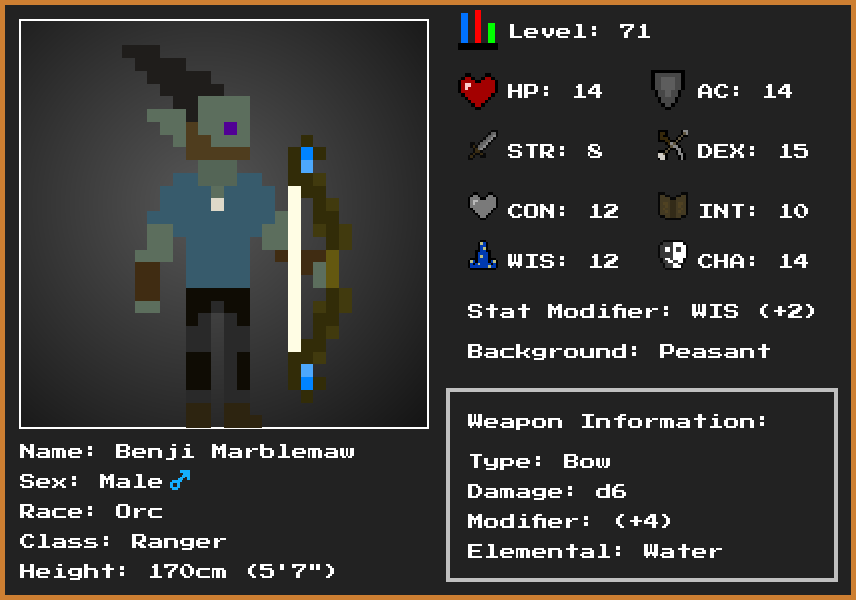 Level: 71
HP: 14
AC: 14
STR: 8
DEX: 15
CON: 12
INT: 10
WIS: 12
CHA: 14
Stat Modifier: WIS (+2)
Background: Peasant
Weapon Information:
Type: Bow
Damage: d6
Modifier: (+4)
Elemental: Water
Name: Benji Marblemaw
Sex: Male ♂
Race: Orc
Class: Ranger
Height: 170cm (5'7")